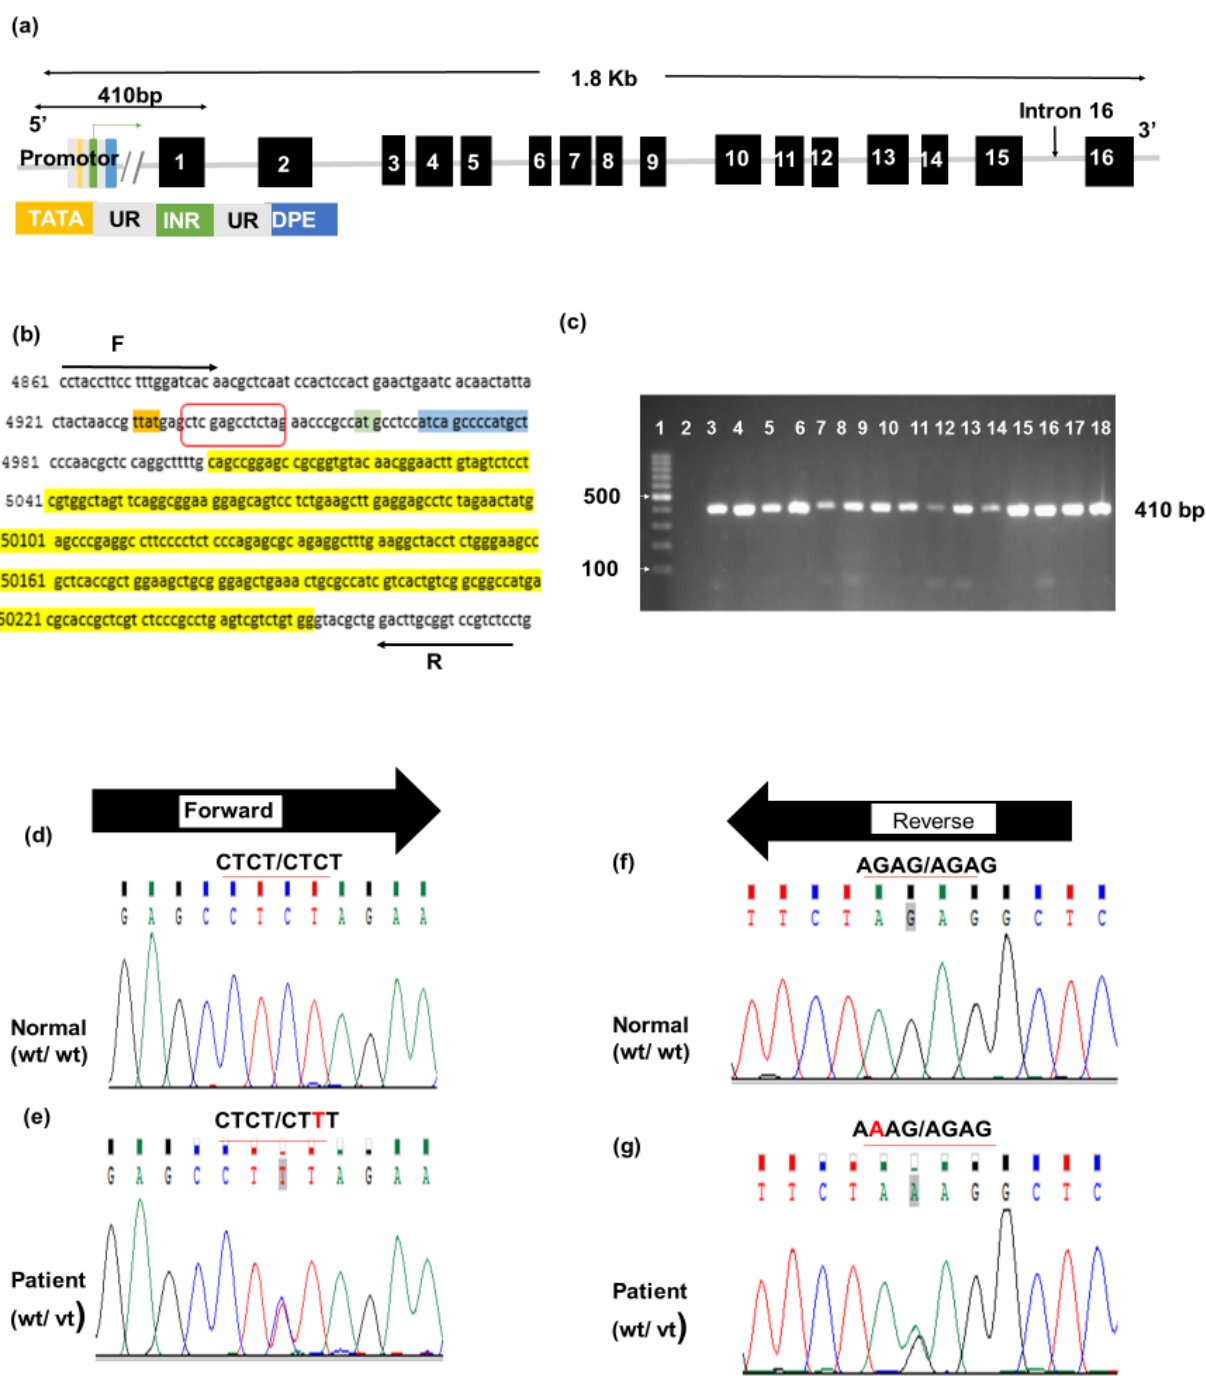 (a)
1.8 Kb
410bp
5’
Intron 16
3’
Promotor
1 2 3 4 5 6 7 8 9 10 11 12 13 14 15 16
TATA UR INR UR DPE
(b)
F
4861 cctaccttcc tttggatcac aacgctcaat ccactccact gaactgaatc acaactatta
4921 ctactaaccg ttatgagctc gagcctctag aacccgccat gcctccatca gccccatgct
4981 cccaacgctc caggcttttg cagccggagc cgcggtgtac aacggaactt gtagtctcct
5041 cgtggctagt tcaggcggaa ggagcagtcc tctgaagctt gaggagcctc tagaactatg
50101 agcccgaggc cttcccctct cccagagcgc agaggctttg aaggctacct ctgggaagcc
50161 gctcaccgct ggaagctgcg ggagctgaaa ctgcgccatc gtcactgtcg gcggccatga
50221 cgcaccgctcgt ctcccgcctg agtcgtctgt gggtacgctg gacttgcggt ccgtctcctg
R
(c)
1 2 3 4 5 6 7 8 9 10 11 12 13 14 15 16 17 18
500
410 bp
100
Forward
(d)
CTCT/CTCT
G A G C C T C T A G A A
Normal
(wt/ wt)
(e)
CTCT/CTTT
G A G C C T T T A G A A
Patient
(wt/ vt)
Reverse
(f)
AGAG/AGAG
T T C T A G A G G C T C
Normal
(wt/ wt)
AAAG/AGAG
(g)
T T C T A A A G G C T C
Patient
(wt/ vt)